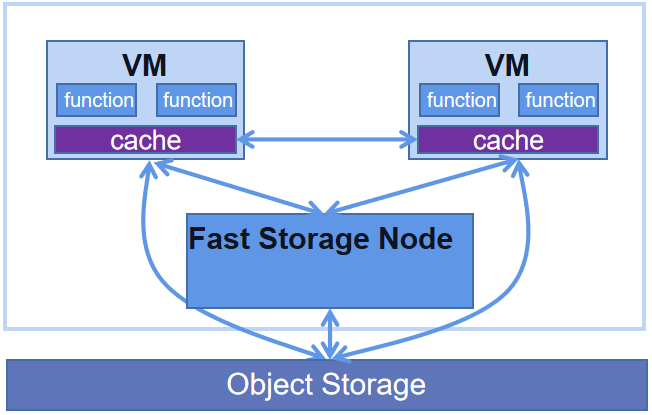 VM
VM
function function
function function
cache
cache
Fast Storage Node
Object Storage